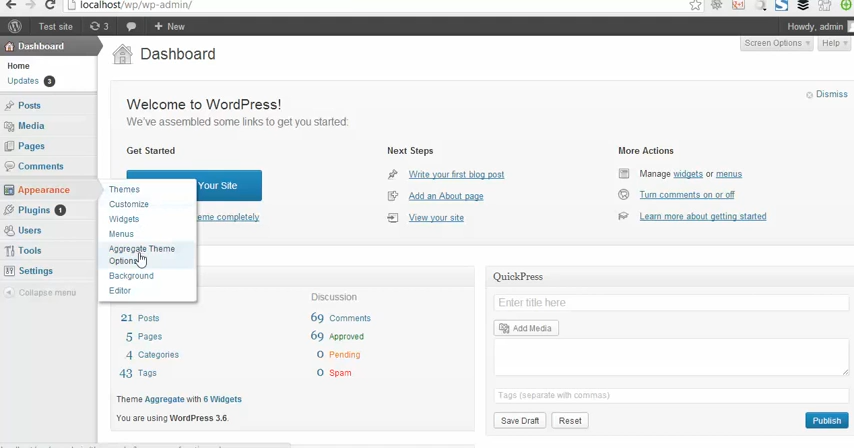 localhost/wp/wp-admin/
Test site 3 + New Howdy, admin
Dashboard
Home
Updates 3
Posts
Media
Pages
Comments
Appearance
Plugins 1
Users
Tools
Settings
Collapse menu
Themes
Customize
Widgets
Menus
Aggregate Theme
Options
Background
Editor
Screen Options Help
Dashboard
Dismiss
Welcome to WordPress!
We've assembled some links to get you started:
Get Started
Your Site
eme completely
Next Steps
Write your first blog post
Add an About page
View your site
More Actions
Manage widgets or menus
Turn comments on or off
Learn more about getting started
21 Posts
5 Pages
4 Categories
43 Tags
Discussion
69 Comments
69 Approved
0 Pending
0 Spam
Theme Aggregate with 6 Widgets
You are using WordPress 3.6.
QuickPress
Enter title here
Add Media
Tags (separate with commas)
Save Draft Reset Publish